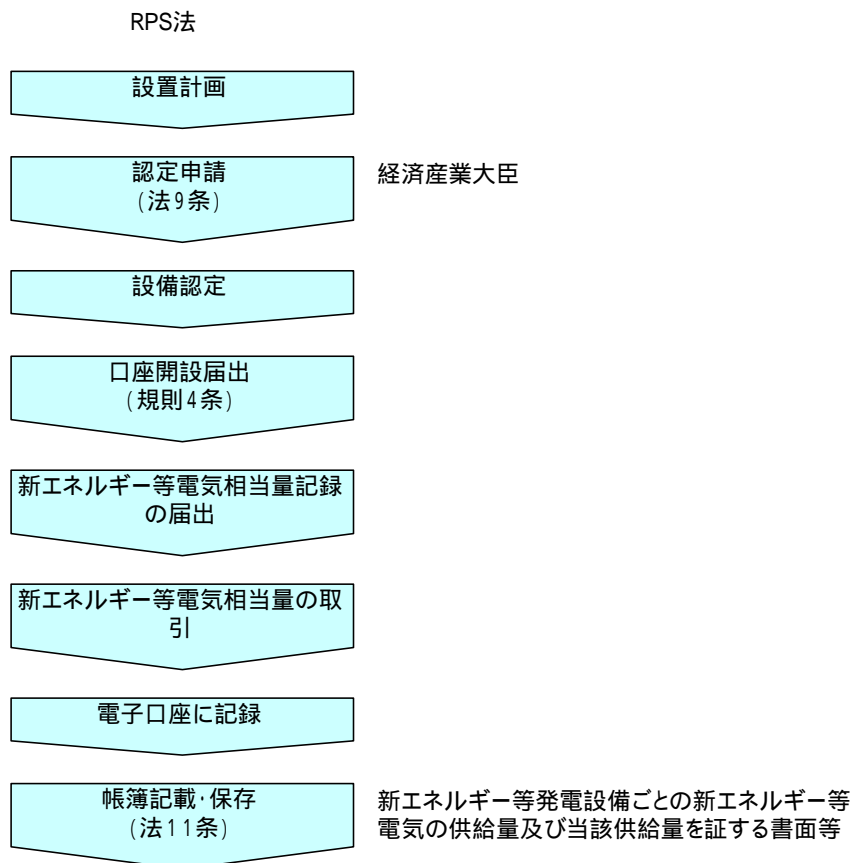 RPS法
設置計画
認定申請
(法9条)
経済産業大臣
設備認定
口座開設届出
(規則4条)
新エネルギー等電気相当量記録
の届出
新エネルギー等電気相当量の取
引
電子口座に記録
帳簿記載・保存
(法11条)
新エネルギー等発電設備ごとの新エネルギー等
電気の供給量及び当該供給量を証する書面等